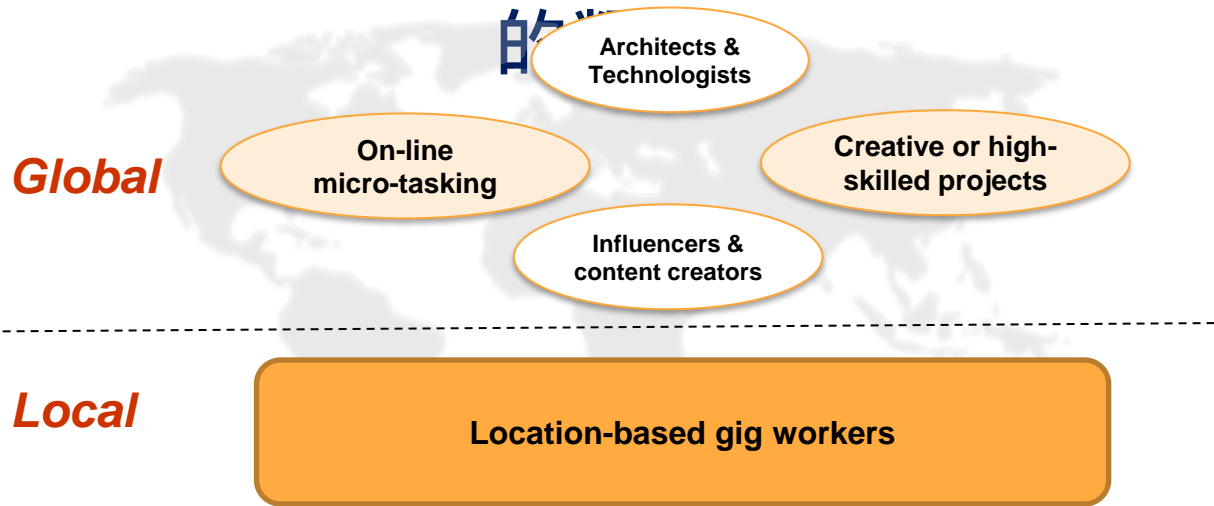 的
Architects &
Technologists
On-line
micro-tasking
Creative or high-
skilled projects
Global
Influencers &
content creators
Local
Location-based gig workers